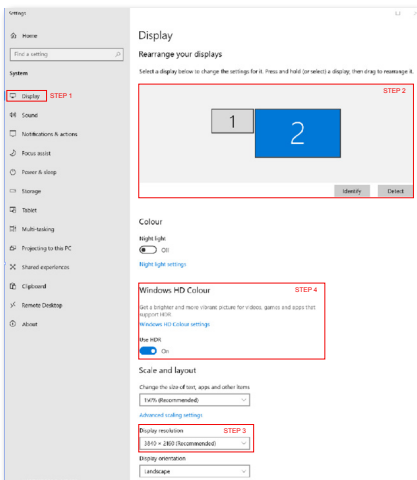 Settings
Home
Find a setting
System
Display STEP 1
Sound
Notifications & actions
Focus assist
Power & sleep
Storage
Tablet
Multi-tasking
Projecting to this PC
Shared experiences
Clipboard
Remote Desktop
About
Display
Rearrange your displays
Select a display below to change the settings for it. Press and hold (or select) a display, then drag to rearrange it.
STEP 2
1
2
Identify
Detect
Colour
Night light
Off
Night light settings
Windows HD Colour STEP 4
Get a brighter and more vibrant picture for videos, games and apps that
support HDR.
Windows HD Colour settings
Use HDR
On
Scale and layout
Change the size of text, apps and other items
150% (Recommended)
Advanced scaling settings
Display resolution STEP 3
3840 × 2160 (Recommended)
Display orientation
Landscape